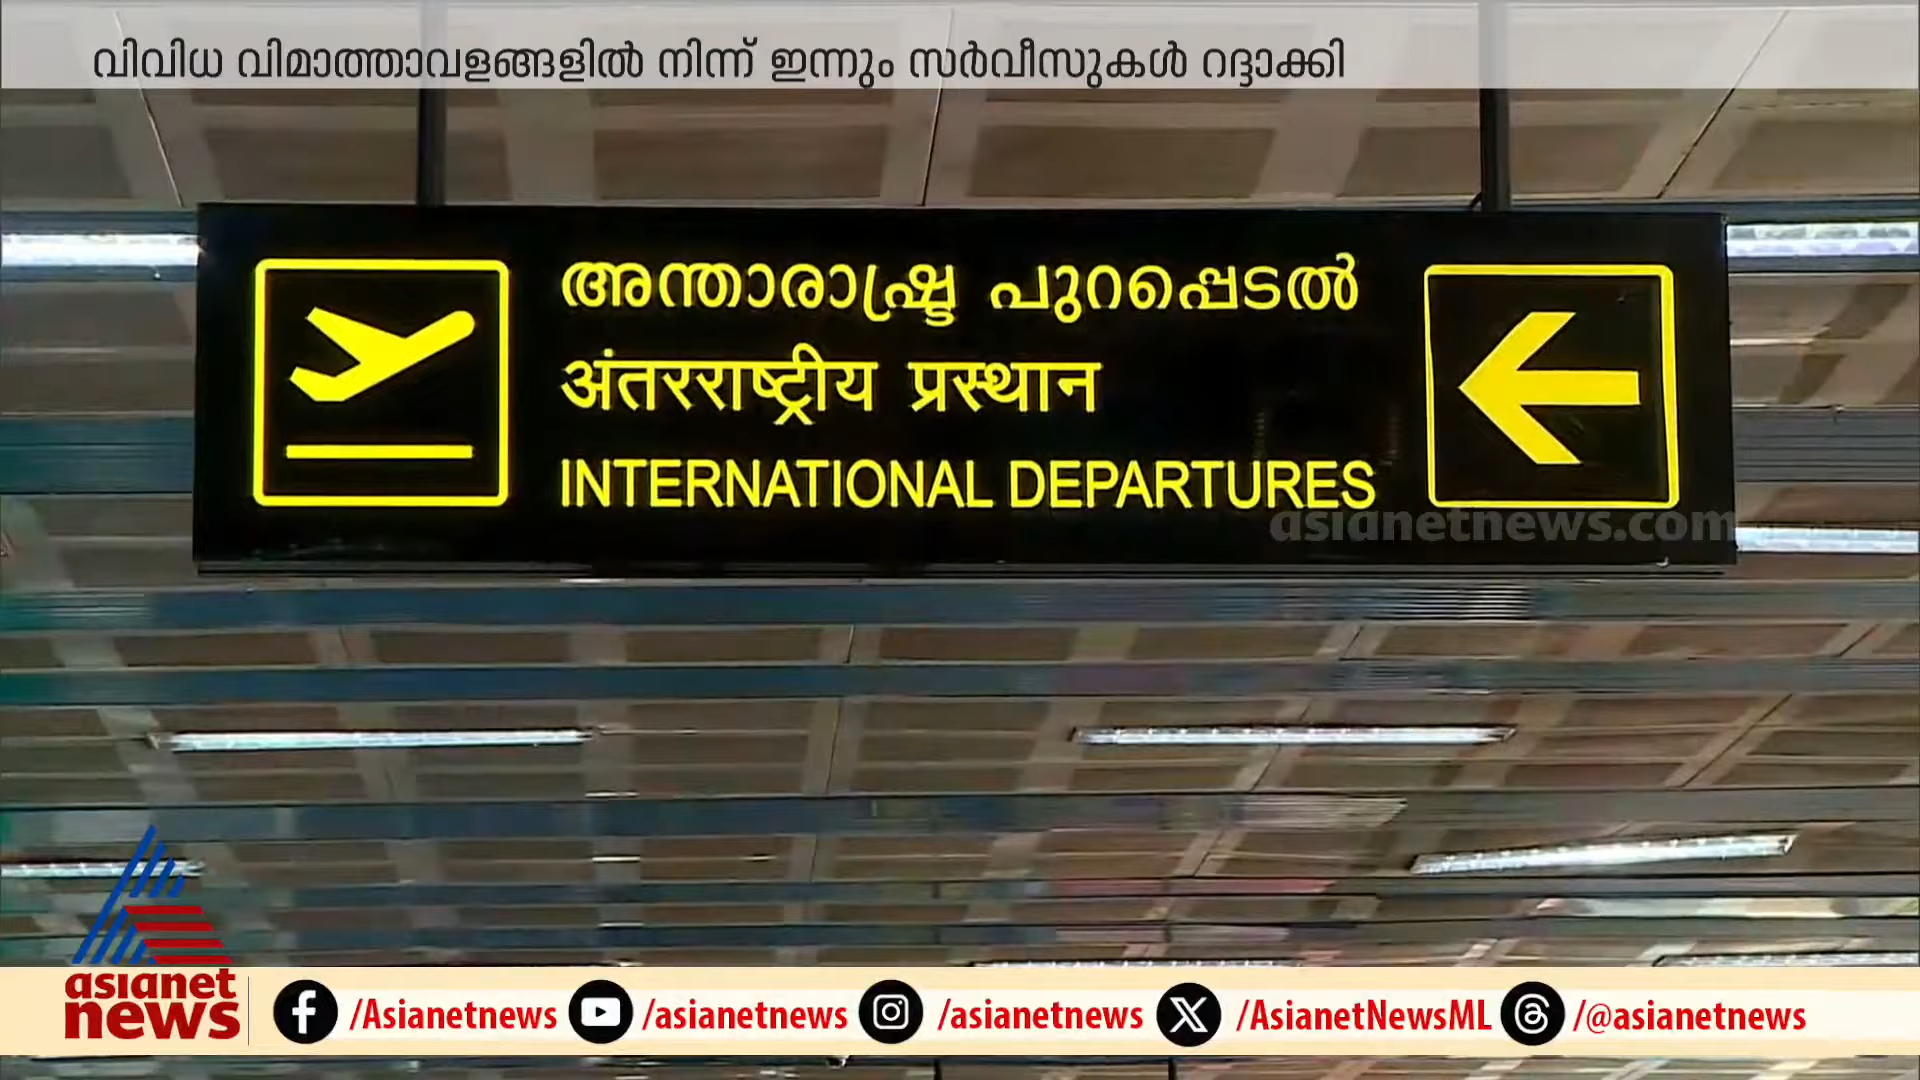 വിവിധ വിമാത്താവളങ്ങളിൽ നിന്ന് ഇന്നും സർവീസുകൾ റദ്ദാക്കി
അന്താരാഷ്ട്ര പുറപ്പെടൽ
अंतरराष्ट्रीय प्रस्थान
INTERNATIONAL DEPARTURES
asianetnews.com
asianet
news
/Asianetnews /asianetnews /asianetnews /AsianetNewsML /@asianetnews